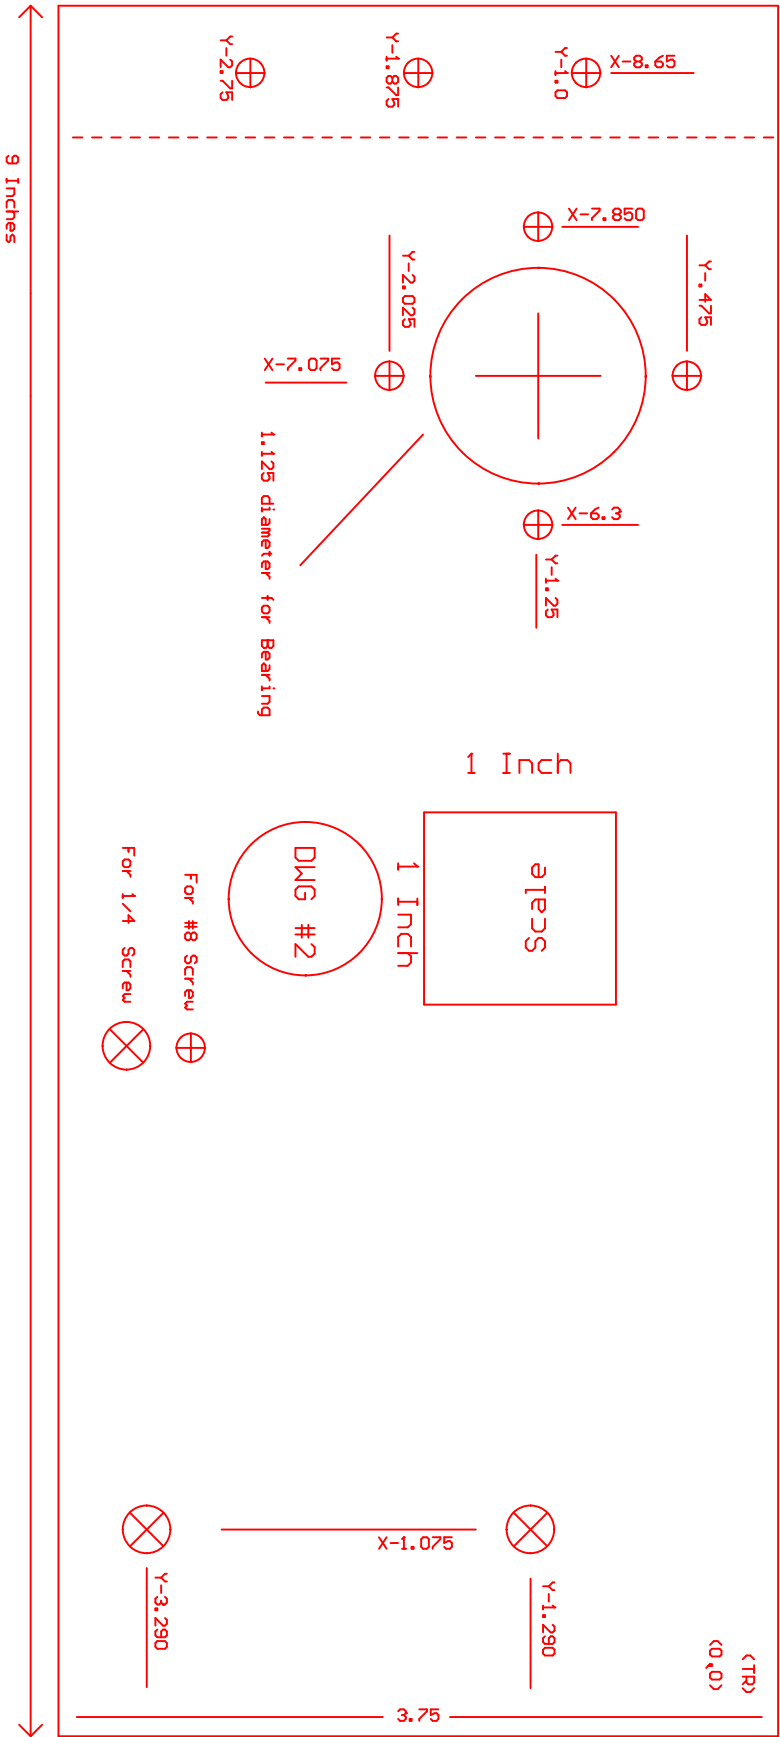 Y-2.75
Y-1.875
Y-1.0
X-8.65
9 Inches
X-7.850
Y-2.025
Y-.475
X-7.075
1.125 diameter for Bearing
X-6.3
Y-1.25
1 Inch
1 Inch
Scale
DWG #2
For 1/4 Screw
For #8 Screw
X-1.075
Y-3.290
Y-1.290
(TR)
(0,0)
3.75